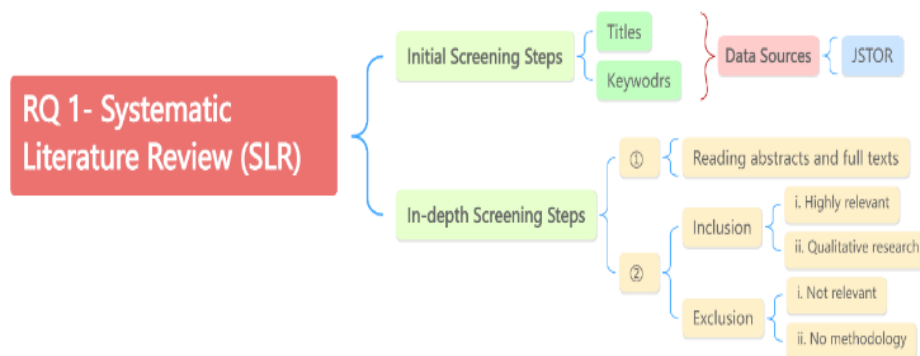 RQ 1- Systematic
Literature Review (SLR)
Initial Screening Steps
Titles
Keywodrs
Data Sources
JSTOR
In-depth Screening Steps
①
Reading abstracts and full texts
②
Inclusion
i. Highly relevant
ii. Qualitative research
Exclusion
i. Not relevant
ii. No methodology